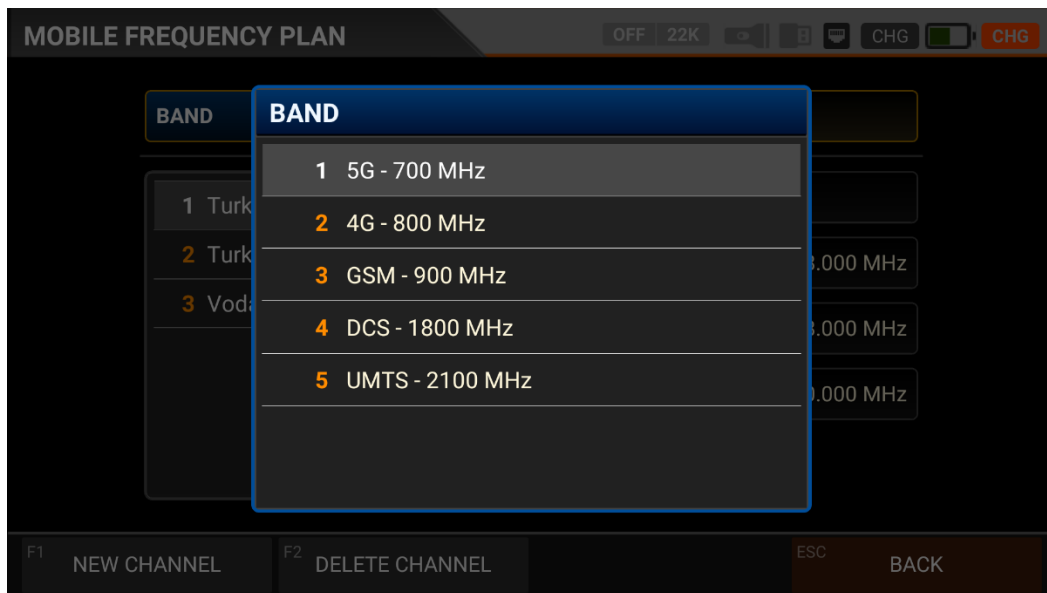 MOBILE FREQUENCY PLAN OFF 22K CHG CHG
BAND BAND
1 5G - 700 MHz
1 Turk
2 4G - 800 MHz
2 Turk .000 MHz
3 GSM - 900 MHz
3 Voda
4 DCS - 1800 MHz .000 MHz
5 UMTS - 2100 MHz
.000 MHz
F1 NEW CHANNEL F2 DELETE CHANNEL ESC BACK